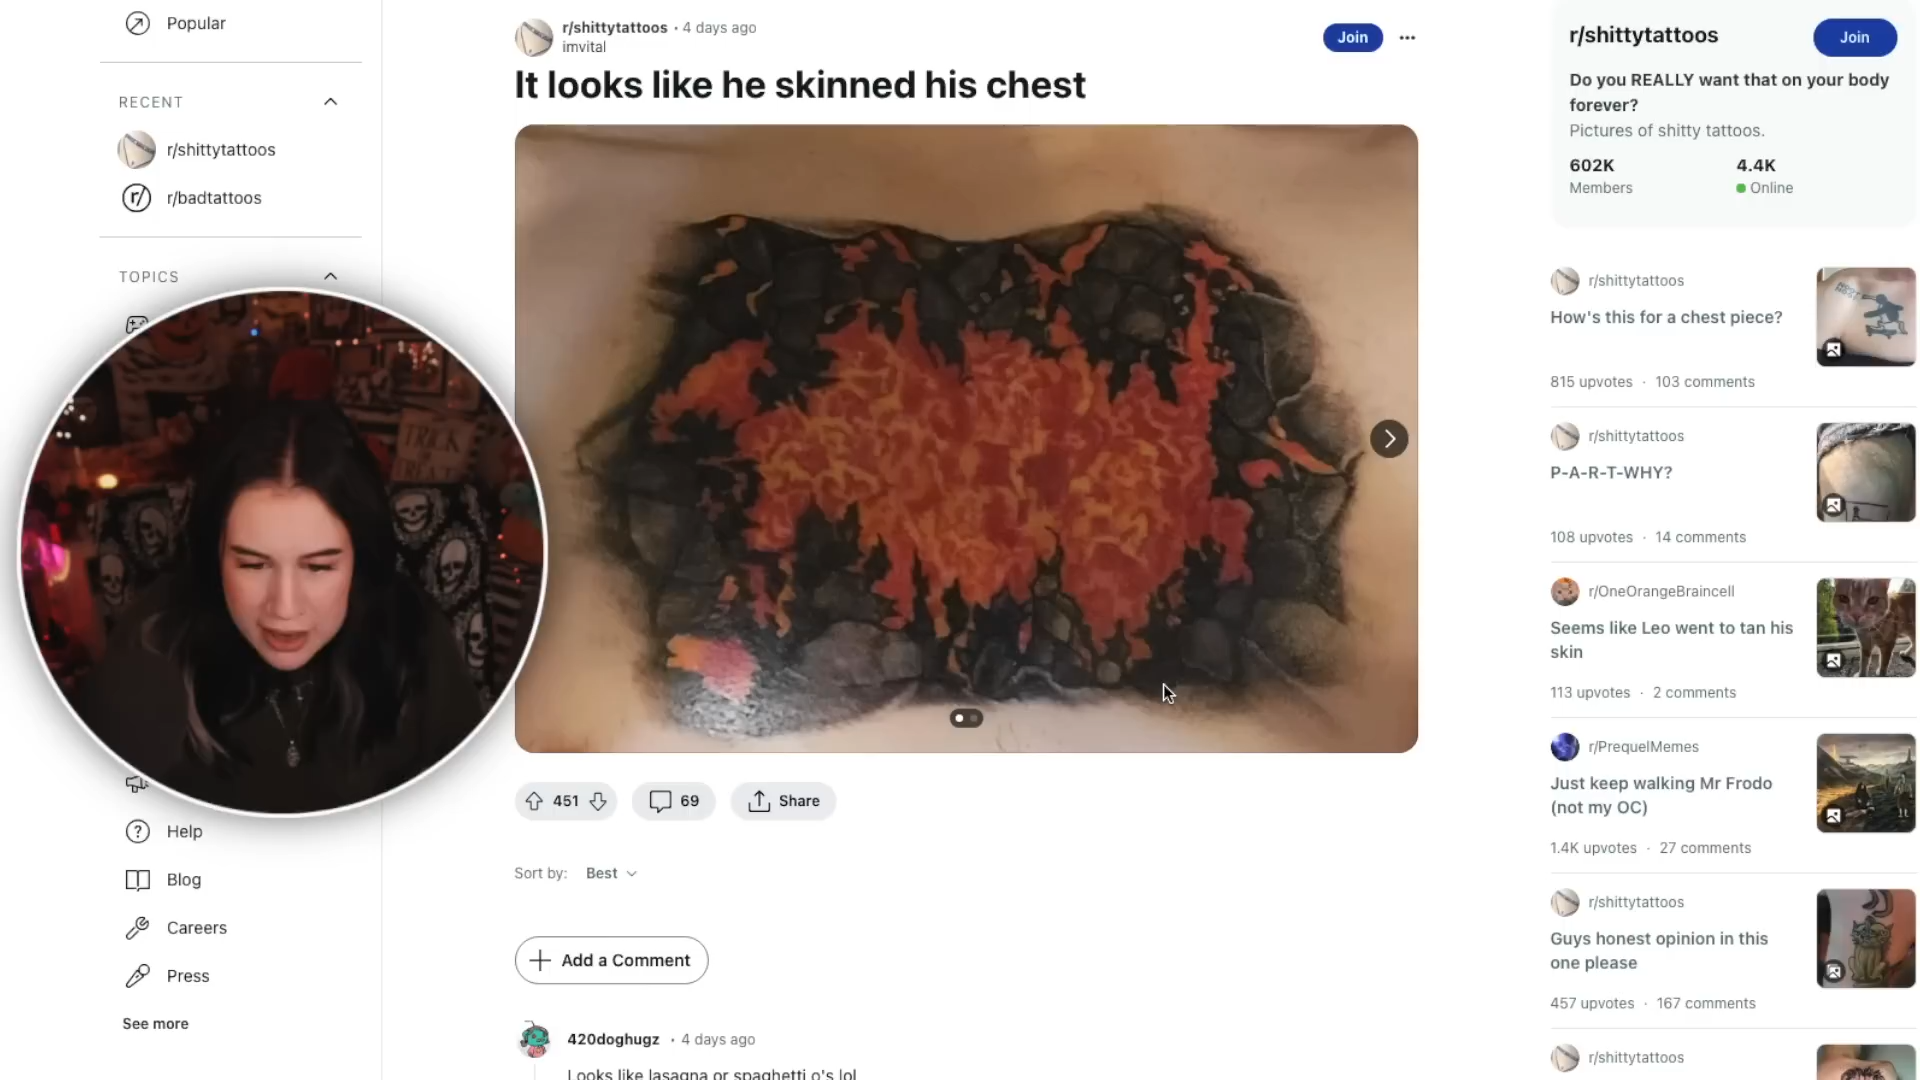 Popular
RECENT
r/shittytattoos
r/badtattoos
TOPICS
Help
Blog
Careers
Press
See more
TRICK
TREAT
r/shittytattoos · 4 days ago
imvital
Join
It looks like he skinned his chest
451
69
Share
Sort by: Best
Add a Comment
420doghugz · 4 days ago
Looks like lasagna or spaghetti o's lol
r/shittytattoos
Join
Do you REALLY want that on your body
forever?
Pictures of shitty tattoos.
602K
Members
4.4K
Online
r/shittytattoos
How's this for a chest piece?
815 upvotes · 103 comments
r/shittytattoos
P-A-R-T-WHY?
108 upvotes · 14 comments
r/OneOrangeBraincell
Seems like Leo went to tan his
skin
113 upvotes · 2 comments
r/PrequelMemes
Just keep walking Mr Frodo
(not my OC)
1.4K upvotes · 27 comments
r/shittytattoos
Guys honest opinion in this
one please
457 upvotes · 167 comments
r/shittytattoos